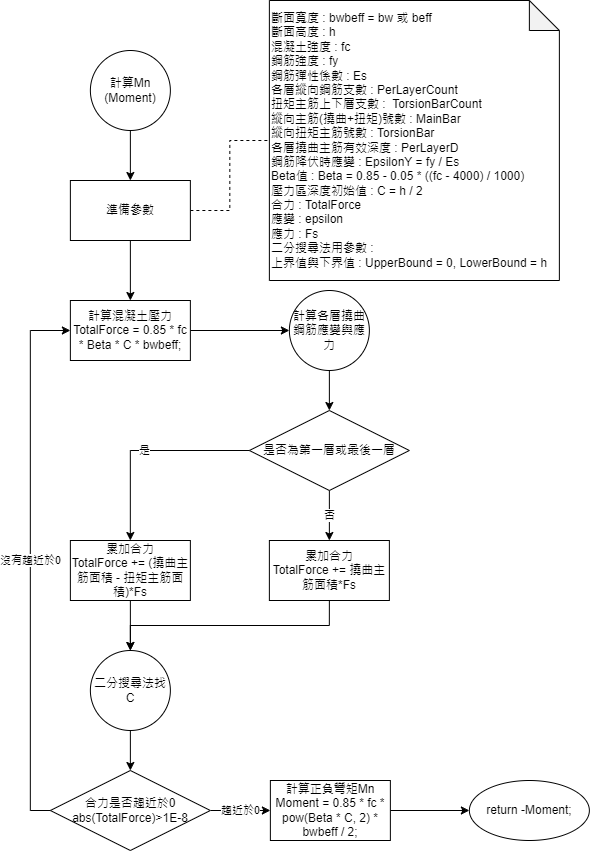 斷面寬度 : bwbeff = bw 或 beff
斷面高度 : h
混凝土強度 : fc
鋼筋強度 : fy
鋼筋彈性係數 : Es
各層縱向鋼筋支數 : PerLayerCount
扭矩主筋上下層支數 :  TorsionBarCount
縱向主筋(撓曲+扭矩)號數 : MainBar
縱向扭矩主筋號數 : TorsionBar
各層撓曲主筋有效深度 : PerLayerD
鋼筋降伏時應變 : EpsilonY = fy / Es
Beta值 : Beta = 0.85 - 0.05 * ((fc - 4000) / 1000)
壓力區深度初始值 : C = h / 2
合力 : TotalForce
應變 : epsilon
應力 : Fs
二分搜尋法用參數 :
上界值與下界值 : UpperBound = 0, LowerBound = h
計算Mn
(Moment)
準備參數
計算混凝土壓力
TotalForce = 0.85 * fc
* Beta * C * bwbeff;
計算各層撓曲
鋼筋應變與應
力
是否為第一層或最後一層
是
否
累加合力
TotalForce += (撓曲主
筋面積 - 扭矩主筋面
積)*Fs
累加合力
TotalForce += 撓曲主
筋面積*Fs
沒有趨近於0
二分搜尋法找
C
合力是否趨近於0
abs(TotalForce)>1E-8
趨近於0
計算正負彎矩Mn
Moment = 0.85 * fc *
pow(Beta * C, 2) *
bwbeff / 2;
return -Moment;